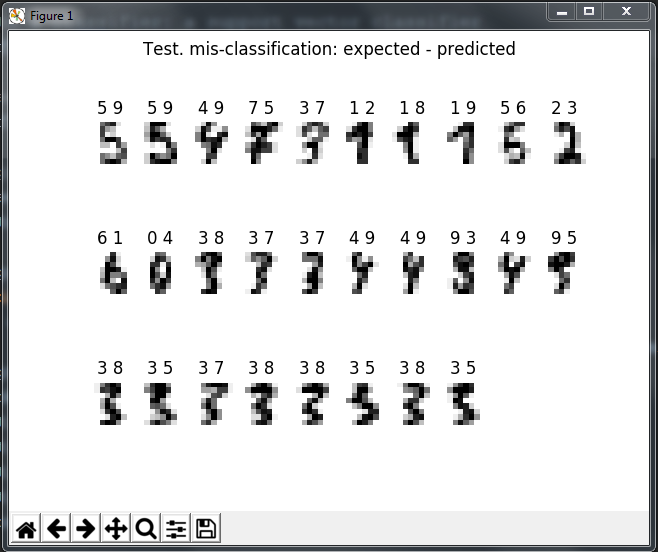 Figure 1
Test. mis-classification: expected - predicted
5 9 5 9 4 9 7 5 3 7 1 2 1 8 1 9 5 6 2 3
6 1 0 4 3 8 3 7 3 7 4 9 4 9 9 3 4 9 9 5
3 8 3 5 3 7 3 8 3 8 3 5 3 8 3 5